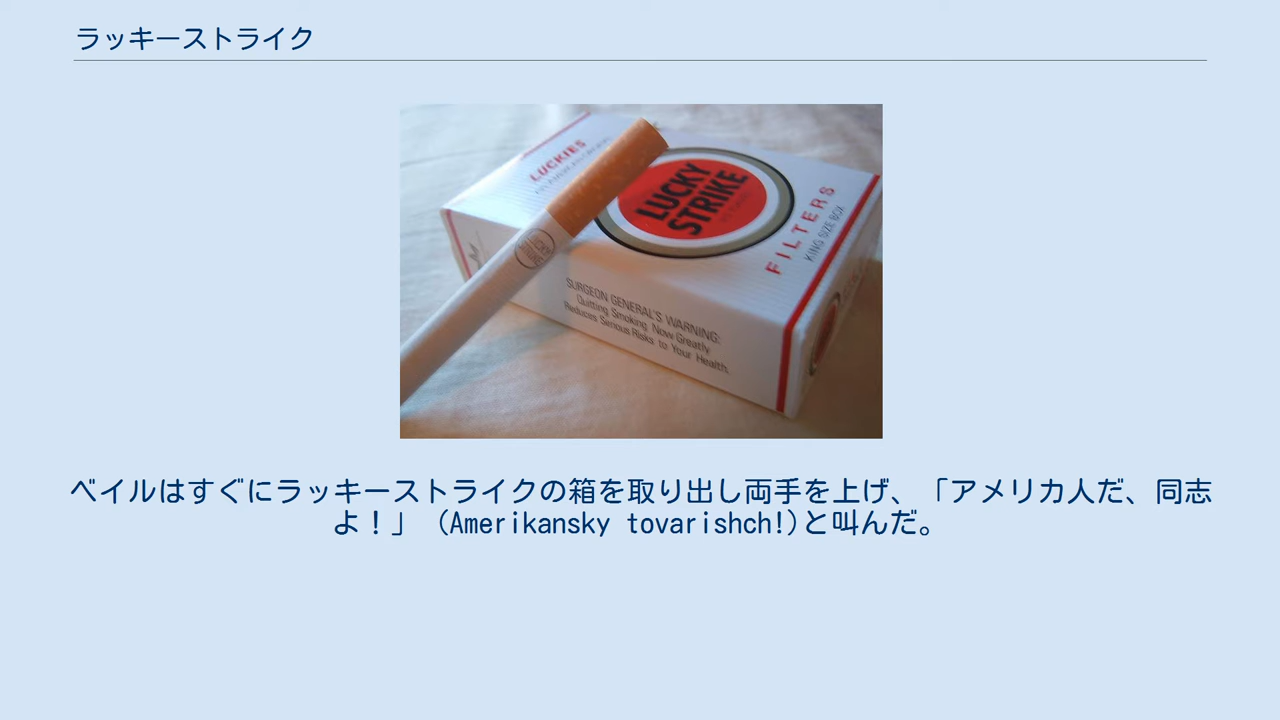 ラッキーストライク
LUCKIES
LUCKY
STRIKE
FILTERS
KING SIZE BOX
SURGEON GENERAL'S WARNING:
Quitting Smoking Now Greatly
Reduces Serious Risks to Your Health.
ベイルはすぐにラッキーストライクの箱を取り出し両手を上げ、「アメリカ人だ、同志
よ！」 (Amerikansky tovarishch!)と叫んだ。